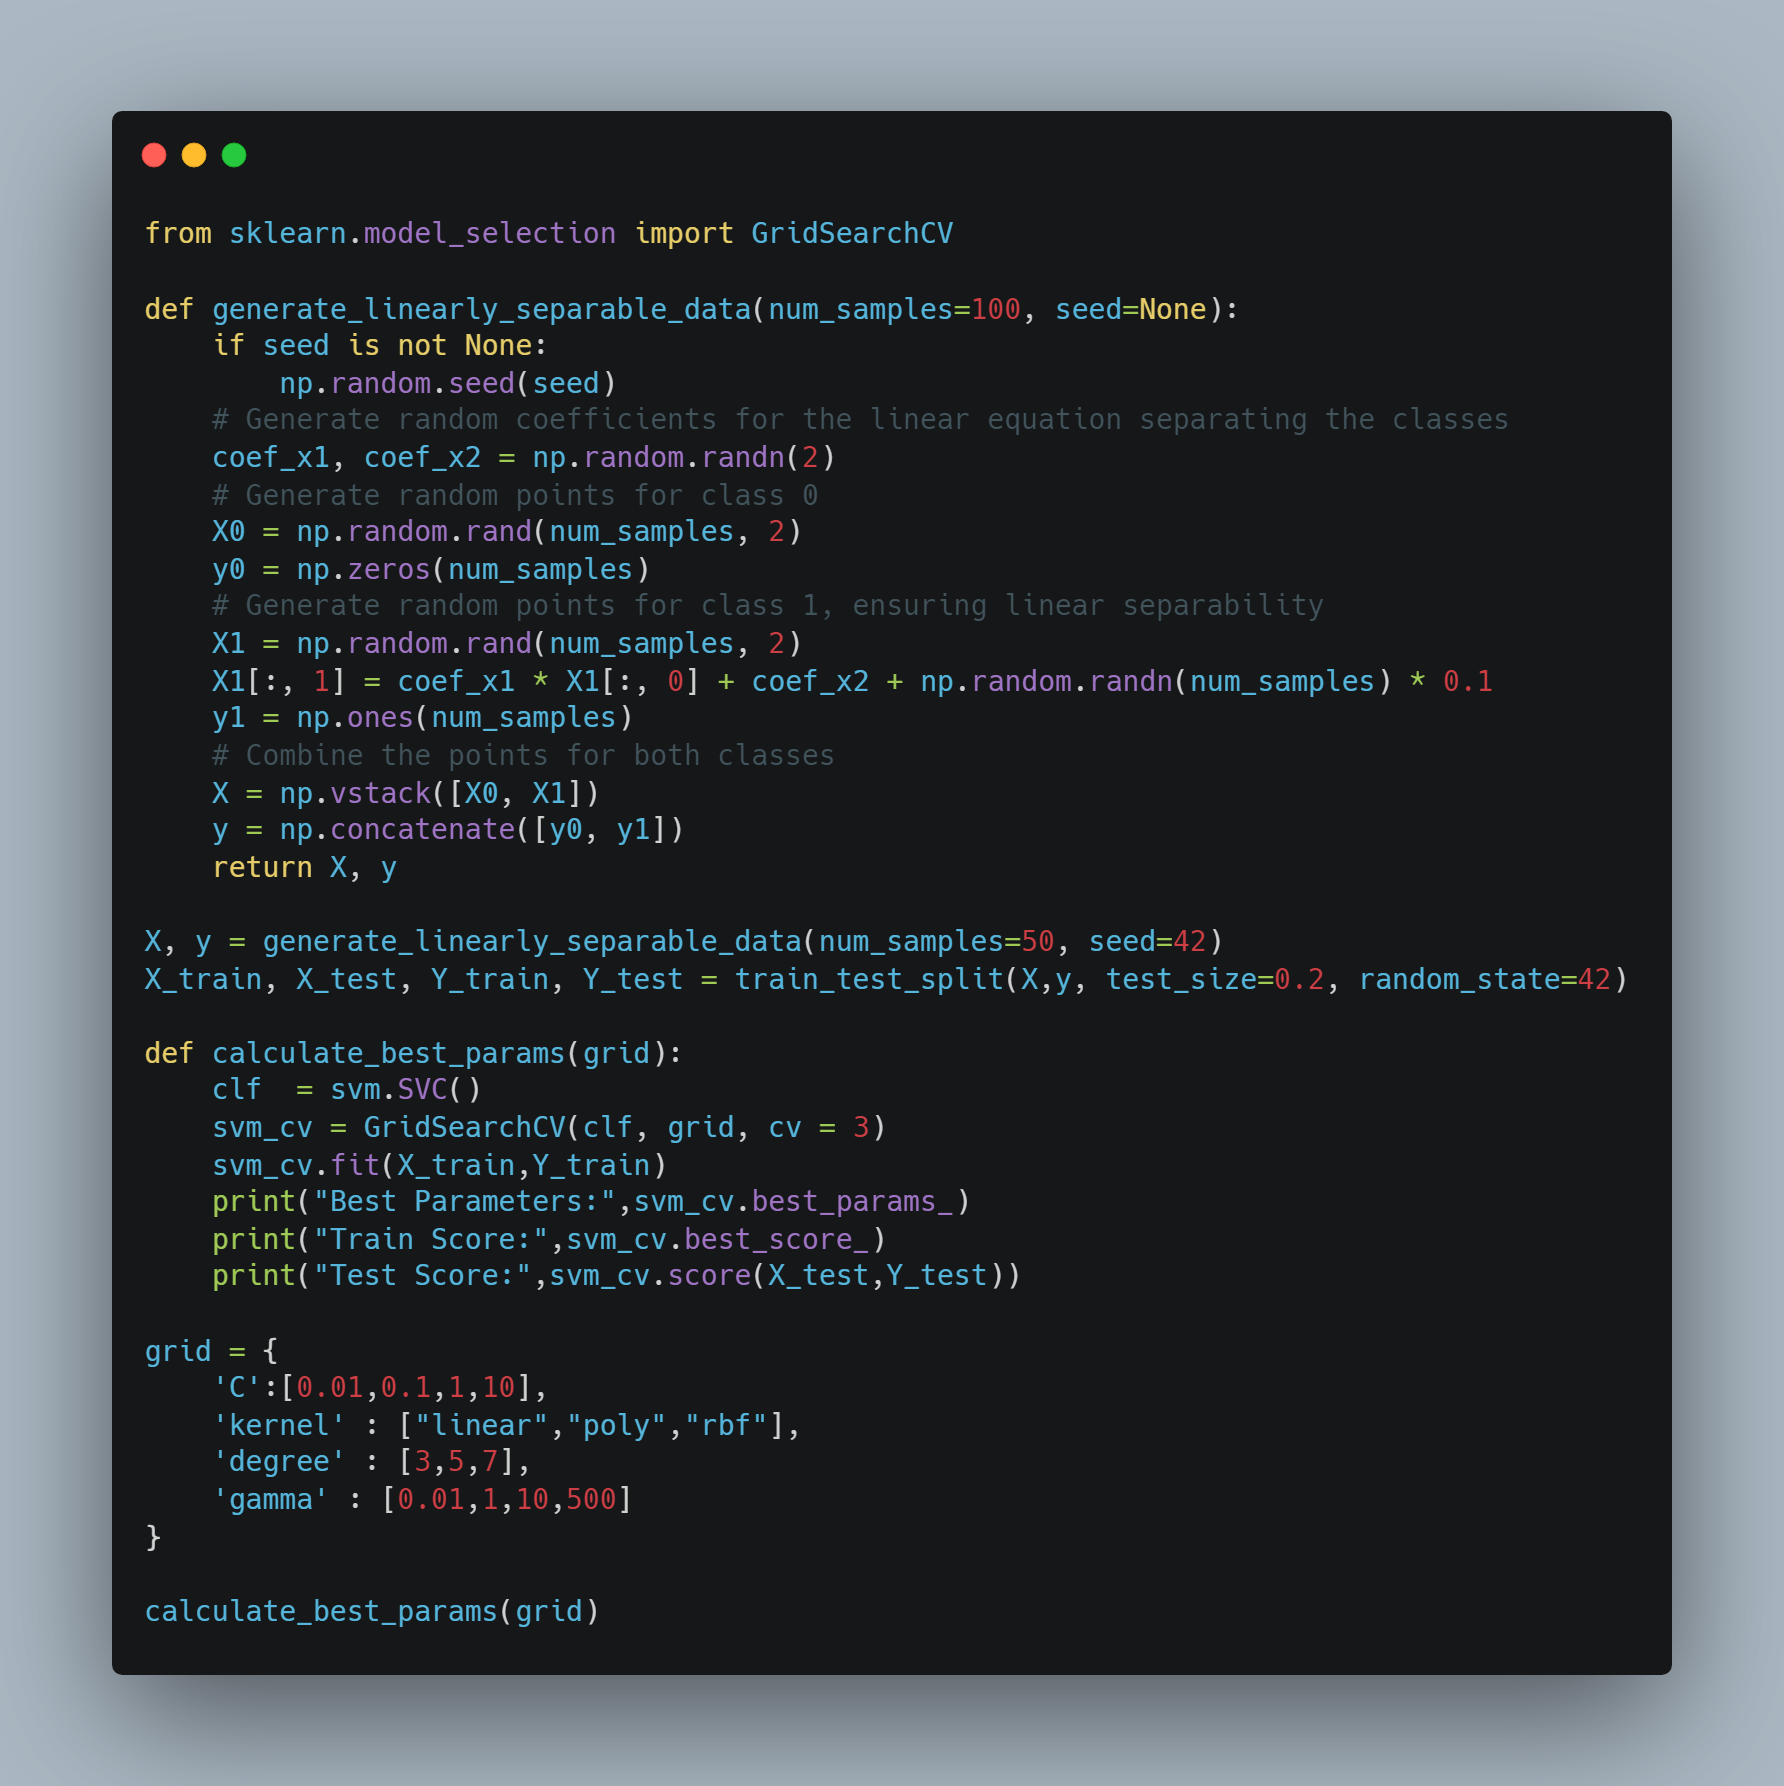 from sklearn.model_selection import GridSearchCV

def generate_linearly_separable_data(num_samples=100, seed=None):
    if seed is not None:
        np.random.seed(seed)
    # Generate random coefficients for the linear equation separating the classes
    coef_x1, coef_x2 = np.random.randn(2)
    # Generate random points for class 0
    X0 = np.random.rand(num_samples, 2)
    y0 = np.zeros(num_samples)
    # Generate random points for class 1, ensuring linear separability
    X1 = np.random.rand(num_samples, 2)
    X1[:, 1] = coef_x1 * X1[:, 0] + coef_x2 + np.random.randn(num_samples) * 0.1
    y1 = np.ones(num_samples)
    # Combine the points for both classes
    X = np.vstack([X0, X1])
    y = np.concatenate([y0, y1])
    return X, y

X, y = generate_linearly_separable_data(num_samples=50, seed=42)
X_train, X_test, Y_train, Y_test = train_test_split(X,y, test_size=0.2, random_state=42)

def calculate_best_params(grid):
    clf  = svm.SVC()
    svm_cv = GridSearchCV(clf, grid, cv = 3)
    svm_cv.fit(X_train,Y_train)
    print("Best Parameters:",svm_cv.best_params_)
    print("Train Score:",svm_cv.best_score_)
    print("Test Score:",svm_cv.score(X_test,Y_test))

grid = {
    'C':[0.01,0.1,1,10],
    'kernel' : ["linear","poly","rbf"],
    'degree' : [3,5,7],
    'gamma' : [0.01,1,10,500]
}

calculate_best_params(grid)